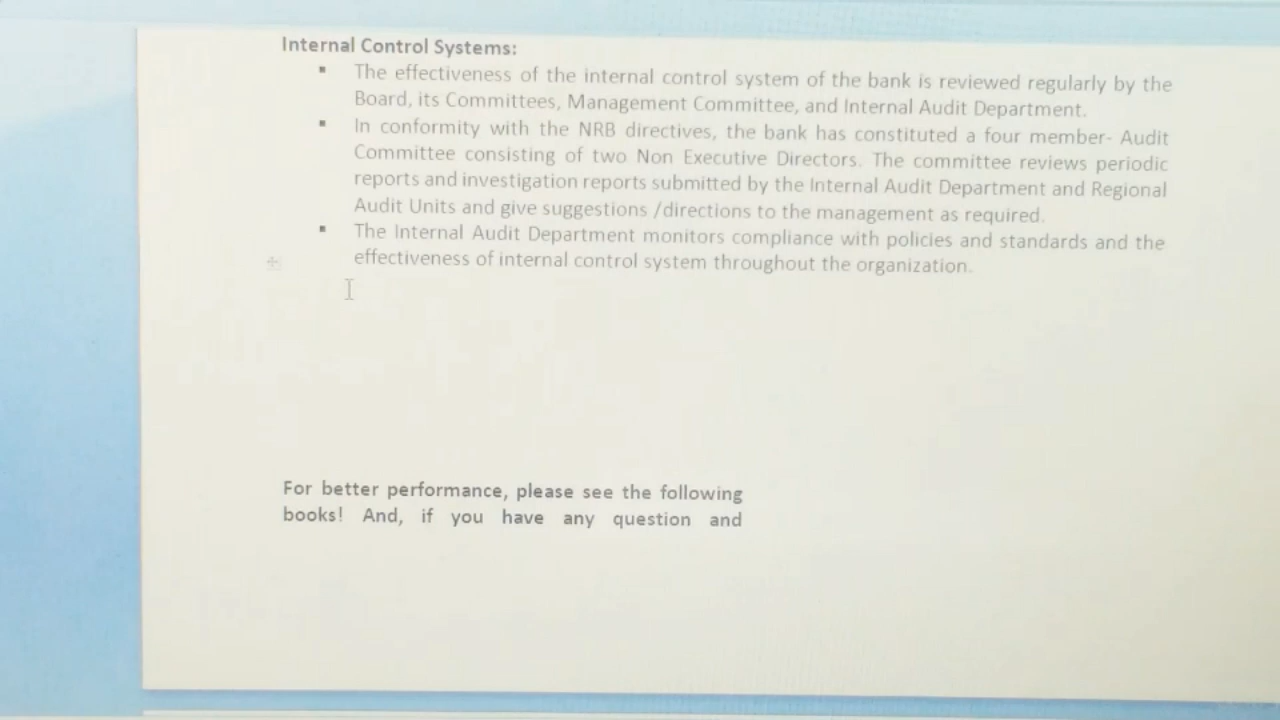 Internal Control Systems:
▪ The effectiveness of the internal control system of the bank is reviewed regularly by the
Board, its Committees, Management Committee, and Internal Audit Department.
▪ In conformity with the NRB directives, the bank has constituted a four member- Audit
Committee consisting of two Non Executive Directors. The committee reviews periodic
reports and investigation reports submitted by the Internal Audit Department and Regional
Audit Units and give suggestions /directions to the management as required.
▪ The Internal Audit Department monitors compliance with policies and standards and the
effectiveness of internal control system throughout the organization.
For better performance, please see the following
books! And, if you have any question and